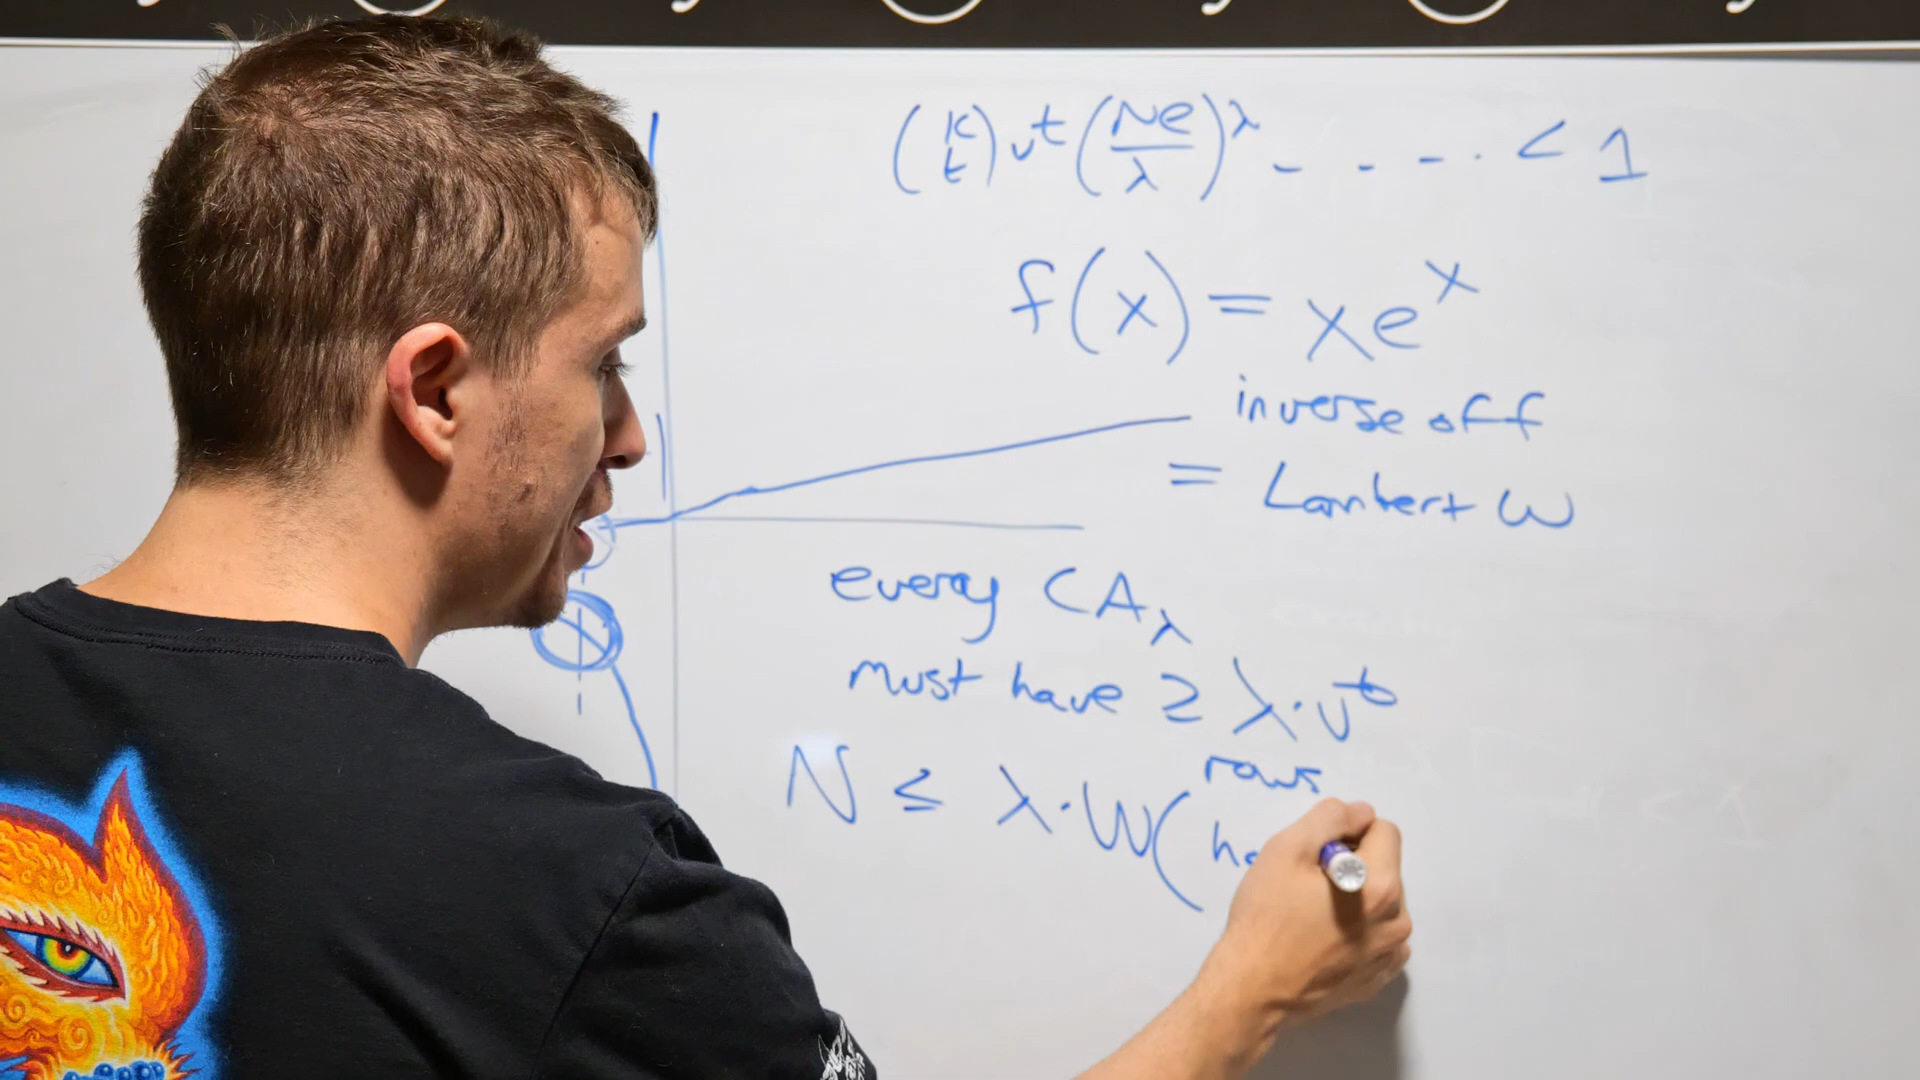 (k t) v^t (Ne/λ)^λ - - - . < 1
f(x) = xe^x
inverse of f
= Lambert W
every CA_λ
must have ≥ λ·v^t
rows
N ≤ λ·W(